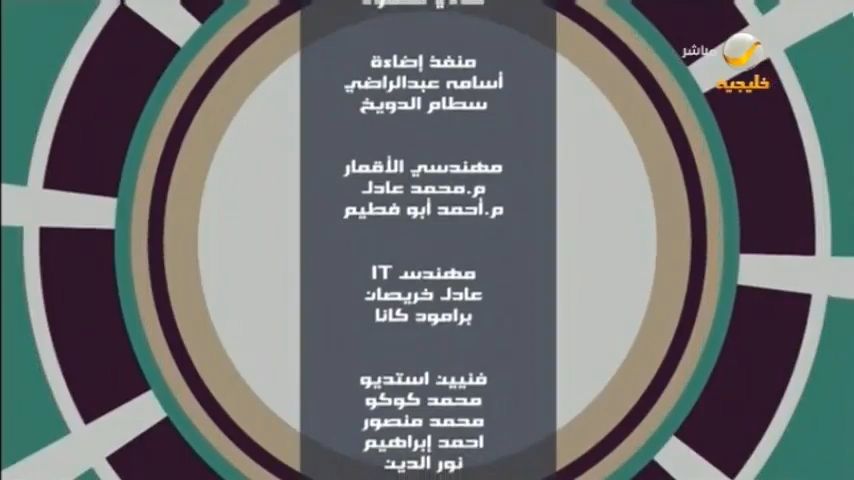 مباشر
خليجية
منفذ إضاءة
أسامه عبدالراضي
سطام الدويخ
مهندسي الأقمار
م.محمد عادل
م.أحمد أبو فطيم
مهندس IT
عادل خريصان
برامود كانا
فنيين استديو
محمد كوكو
محمد منصور
احمد إبراهيم
نور الدين